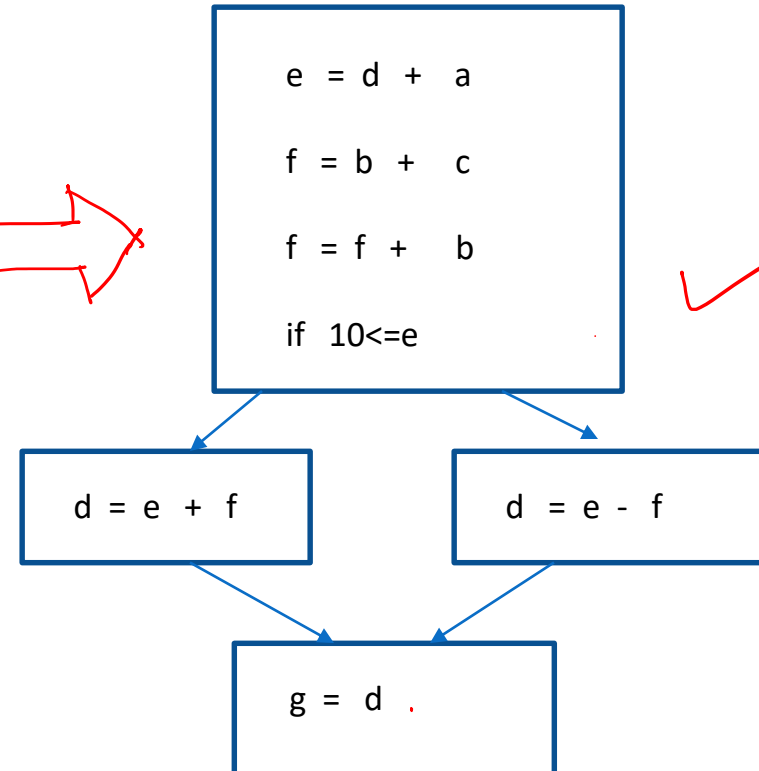 e = d + a
f = b + c
f = f + b
if 10<=e
d = e + f
d = e - f
g = d